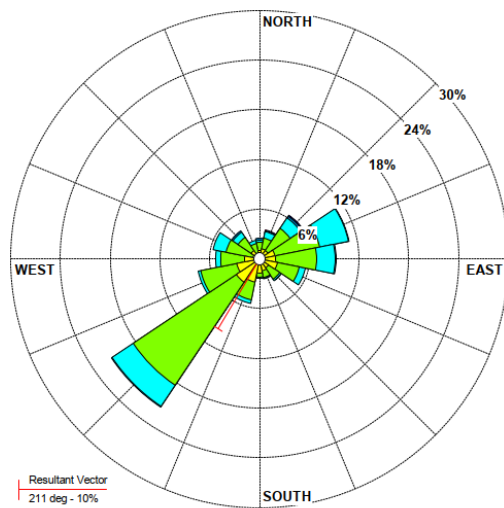 NORTH
30%
24%
18%
12%
6%
WEST
EAST
SOUTH
Resultant Vector
211 deg - 10%